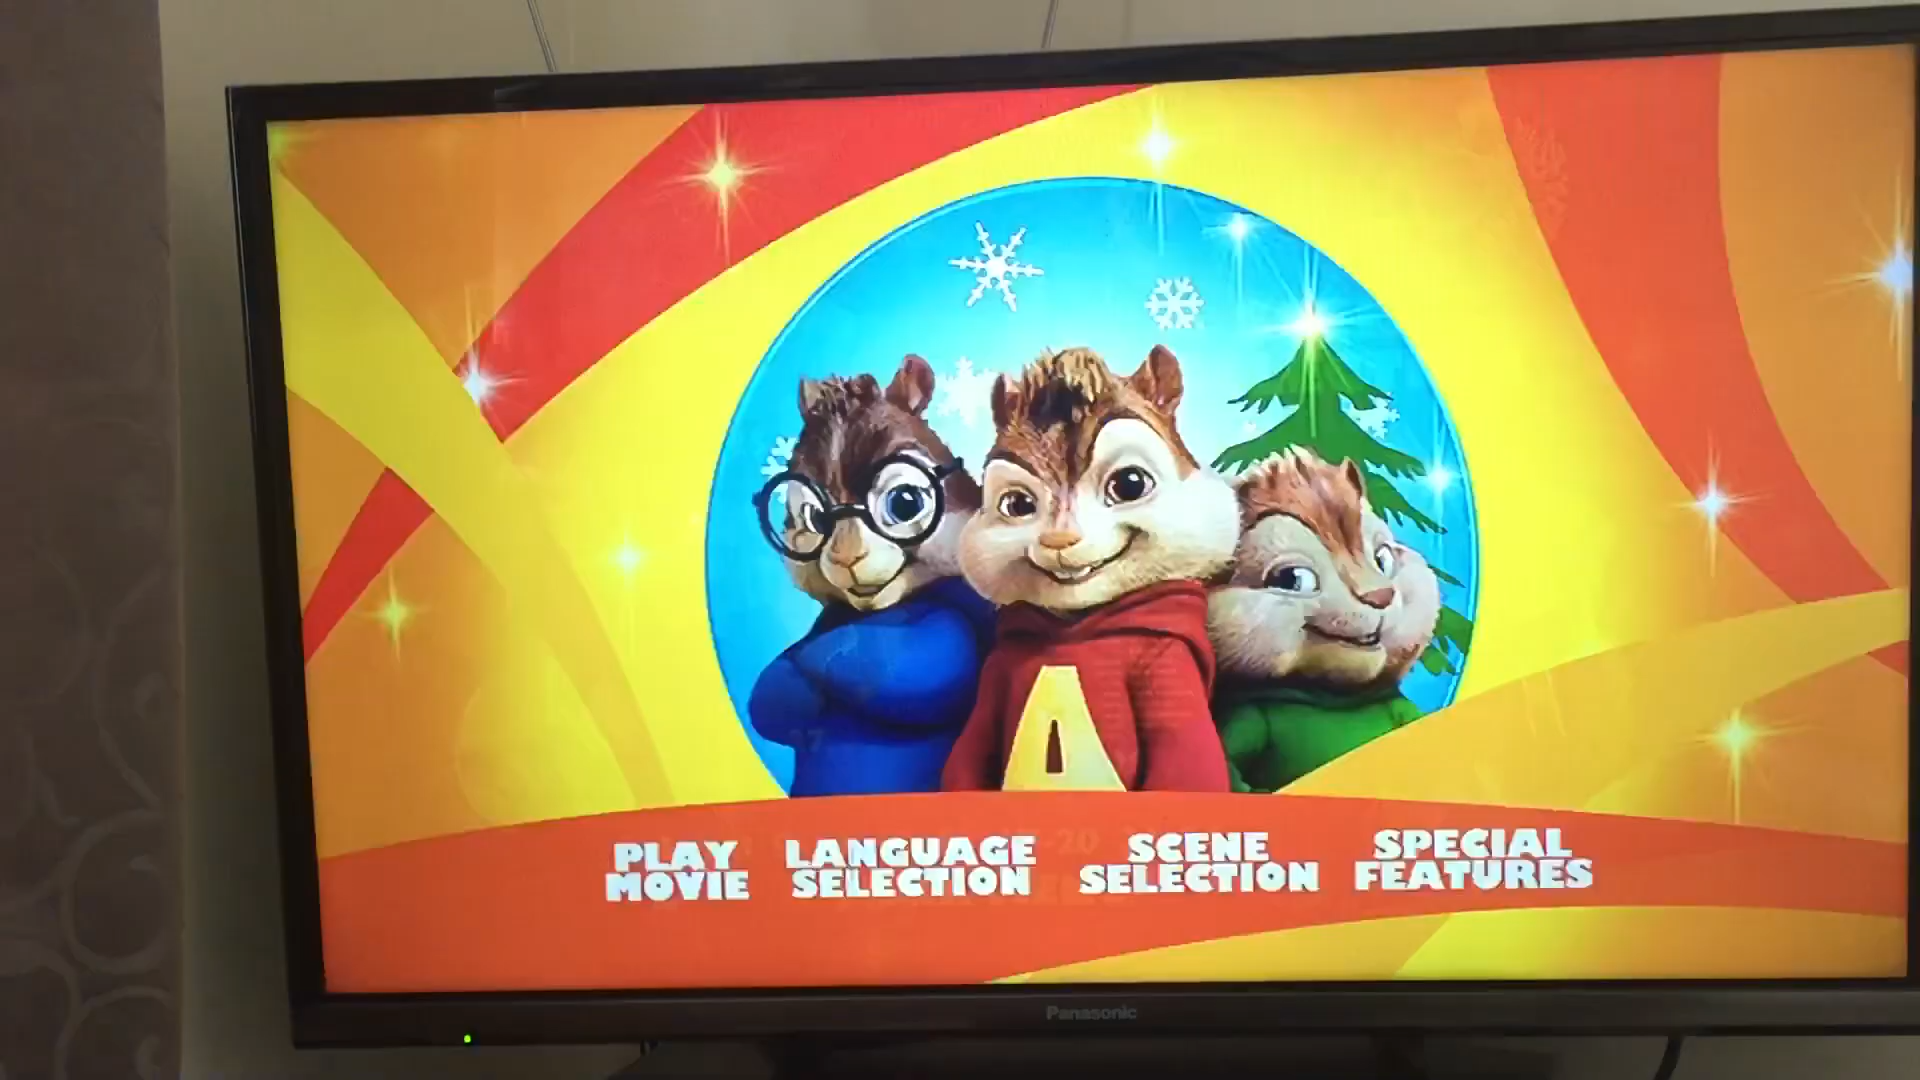 A
PLAY
MOVIE
LANGUAGE
SELECTION
SCENE
SELECTION
SPECIAL
FEATURES
Panasonic